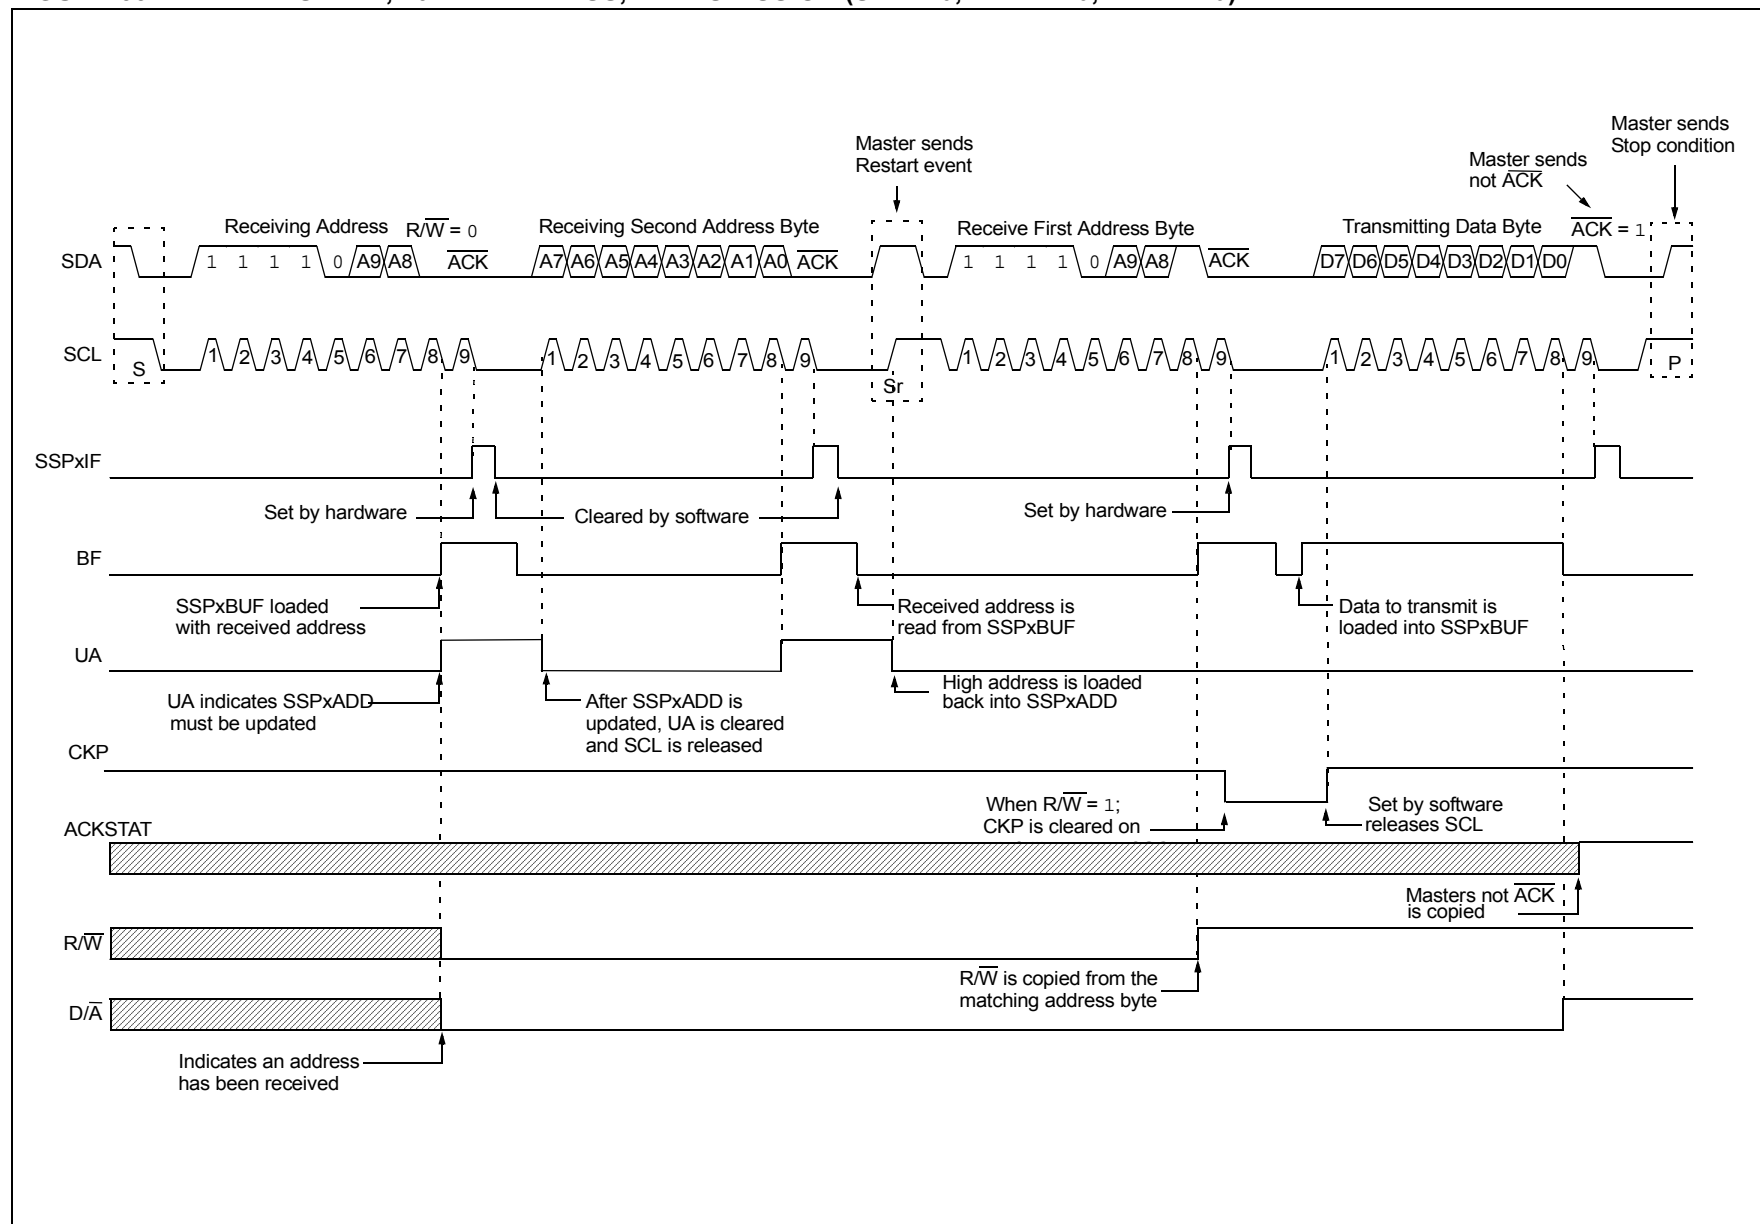 Master sends
Restart event
Master sends
not ACK
Master sends
Stop condition
Receiving Address
R/W = 0
Receiving Second Address Byte
Receive First Address Byte
Transmitting Data Byte
ACK = 1
SDA
1 1 1 1 0 A9 A8 ACK
A7 A6 A5 A4 A3 A2 A1 A0 ACK
1 1 1 1 0 A9 A8 ACK
D7 D6 D5 D4 D3 D2 D1 D0
SCL
S
1 2 3 4 5 6 7 8 9
1 2 3 4 5 6 7 8 9
Sr
1 2 3 4 5 6 7 8 9
1 2 3 4 5 6 7 8 9
P
SSPxIF
Set by hardware
Cleared by software
Set by hardware
BF
SSPxBUF loaded
with received address
Received address is
read from SSPxBUF
Data to transmit is
loaded into SSPxBUF
UA
UA indicates SSPxADD
must be updated
After SSPxADD is
updated, UA is cleared
and SCL is released
High address is loaded
back into SSPxADD
CKP
When R/W = 1;
CKP is cleared on
Set by software
releases SCL
ACKSTAT
Masters not ACK
is copied
R/W
R/W is copied from the
matching address byte
D/A
Indicates an address
has been received